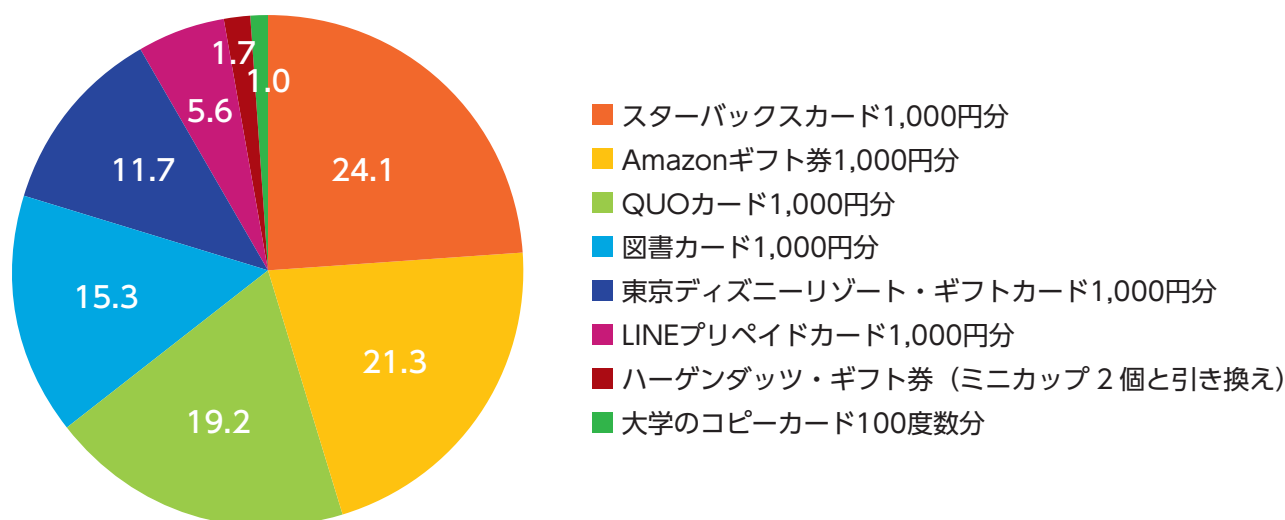 1.7
1.0
5.6
11.7
24.1
15.3
21.3
19.2
スターバックスカード1,000円分
Amazonギフト券1,000円分
QUOカード1,000円分
図書カード1,000円分
東京ディズニーリゾート・ギフトカード1,000円分
LINEプリペイドカード1,000円分
ハーゲンダッツ・ギフト券（ミニカップ 2 個と引き換え）
大学のコピーカード100度数分